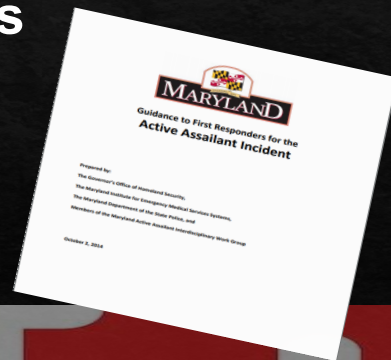 s
MARYLAND
Guidance to First Responders for the
Active Assailant Incident
Prepared by:
The Governor's Office of Homeland Security,
The Maryland Institute for Emergency Medical Services Systems,
The Maryland Department of the State Police, and
Members of the Maryland Active Assailant Interdisciplinary Work Group
October 2, 2014